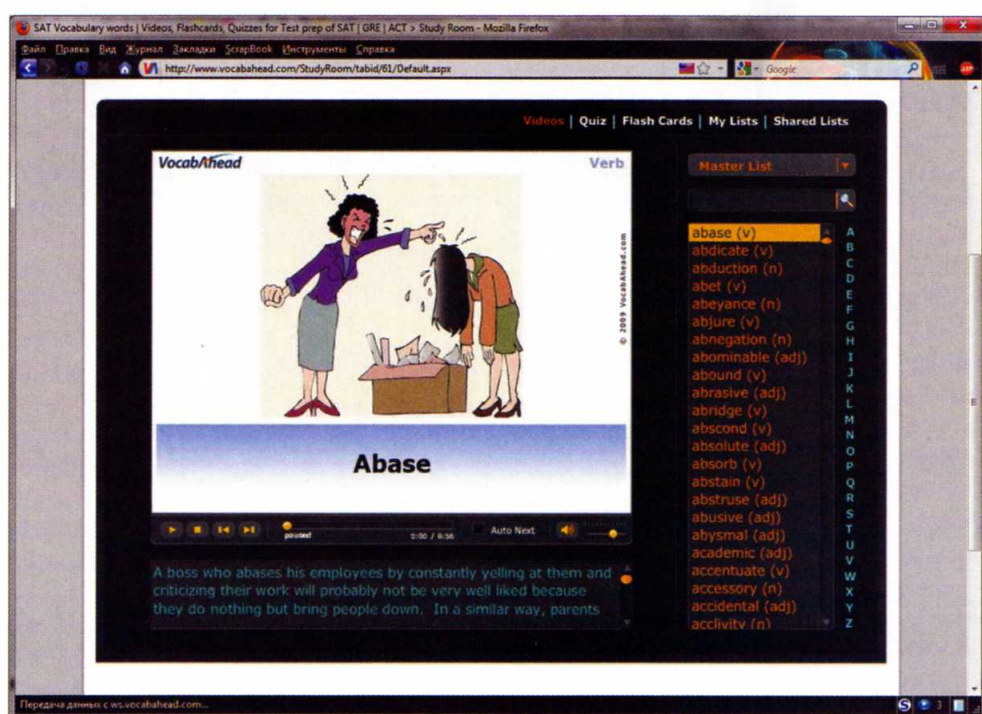 SAT Vocabulary words | Videos, Flashcards, Quizzes for Test prep of SAT | GRE | ACT > Study Room - Mozilla Firefox
Файл Правка Вид Журнал Закладки ScrapBook Инструменты Справка
http://www.vocabahead.com/StudyRoom/tabid/61/Default.aspx
Google
ABP
Videos | Quiz | Flash Cards | My Lists | Shared Lists
VocabAhead
Verb
© 2009 VocabAhead.com
Abase
paused
0:00 / 0:56
Auto Next
A boss who abases his employees by constantly yelling at them and
criticizing their work will probably not be very well liked because
they do nothing but bring people down. In a similar way, parents
Master List
abase (v)
abdicate (v)
abduction (n)
abet (v)
abeyance (n)
abjure (v)
abnegation (n)
abominable (adj)
abound (v)
abrasive (adj)
abridge (v)
abscond (v)
absolute (adj)
absorb (v)
abstain (v)
abstruse (adj)
abusive (adj)
abysmal (adj)
academic (adj)
accentuate (v)
accessory (n)
accidental (adj)
acclivity (n)
A
B
C
D
E
F
G
H
I
J
K
L
M
N
O
P
Q
R
S
T
U
V
W
X
Y
Z
Передача данных с ws.vocabahead.com...
3